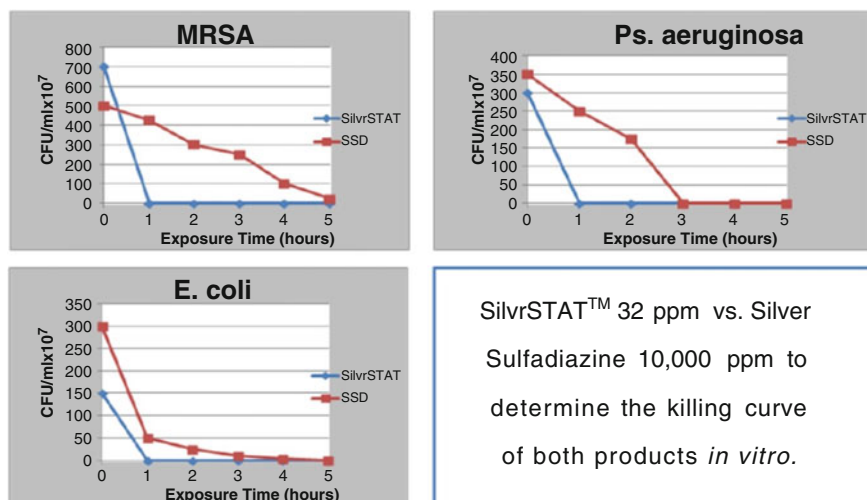 MRSA
CFU/mlx10⁷
800
700
600
500
400
300
200
100
0
0 1 2 3 4 5
Exposure Time (hours)
SilvrSTAT
SSD
Ps. aeruginosa
CFU/mlx10⁷
400
350
300
250
200
150
100
50
0
0 1 2 3 4 5
Exposure Time (hours)
SilvrSTAT
SSD
E. coli
CFU/mlx10⁷
350
300
250
200
150
100
50
0
0 1 2 3 4 5
Exposure Time (hours)
SilvrSTAT
SSD
SilvrSTAT™ 32 ppm vs. Silver
Sulfadiazine 10,000 ppm to
determine the killing curve
of both products in vitro.